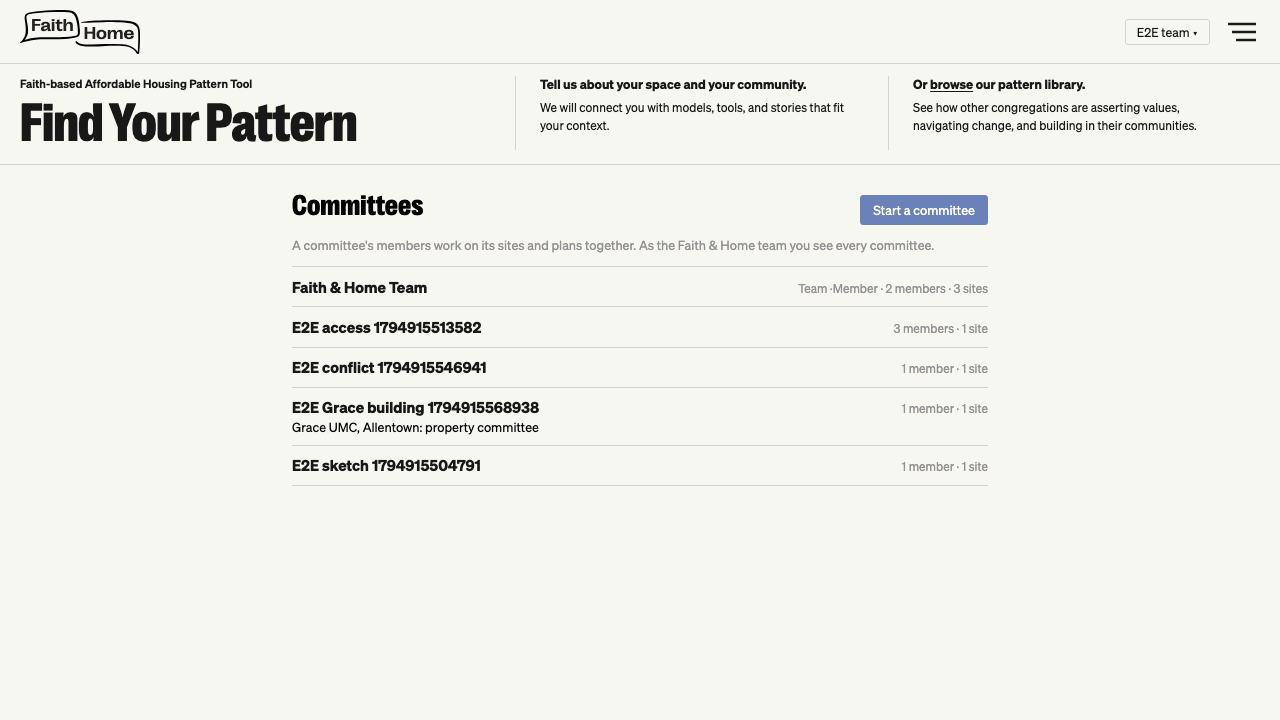 Faith
Home
E2E team ▾
Faith-based Affordable Housing Pattern Tool
Find Your Pattern
Tell us about your space and your community.
We will connect you with models, tools, and stories that fit
your context.
Or browse our pattern library.
See how other congregations are asserting values,
navigating change, and building in their communities.
Committees
Start a committee
A committee's members work on its sites and plans together. As the Faith & Home team you see every committee.
Faith & Home Team
Team ·Member · 2 members · 3 sites
E2E access 1794915513582
3 members · 1 site
E2E conflict 1794915546941
1 member · 1 site
E2E Grace building 1794915568938
1 member · 1 site
Grace UMC, Allentown: property committee
E2E sketch 1794915504791
1 member · 1 site